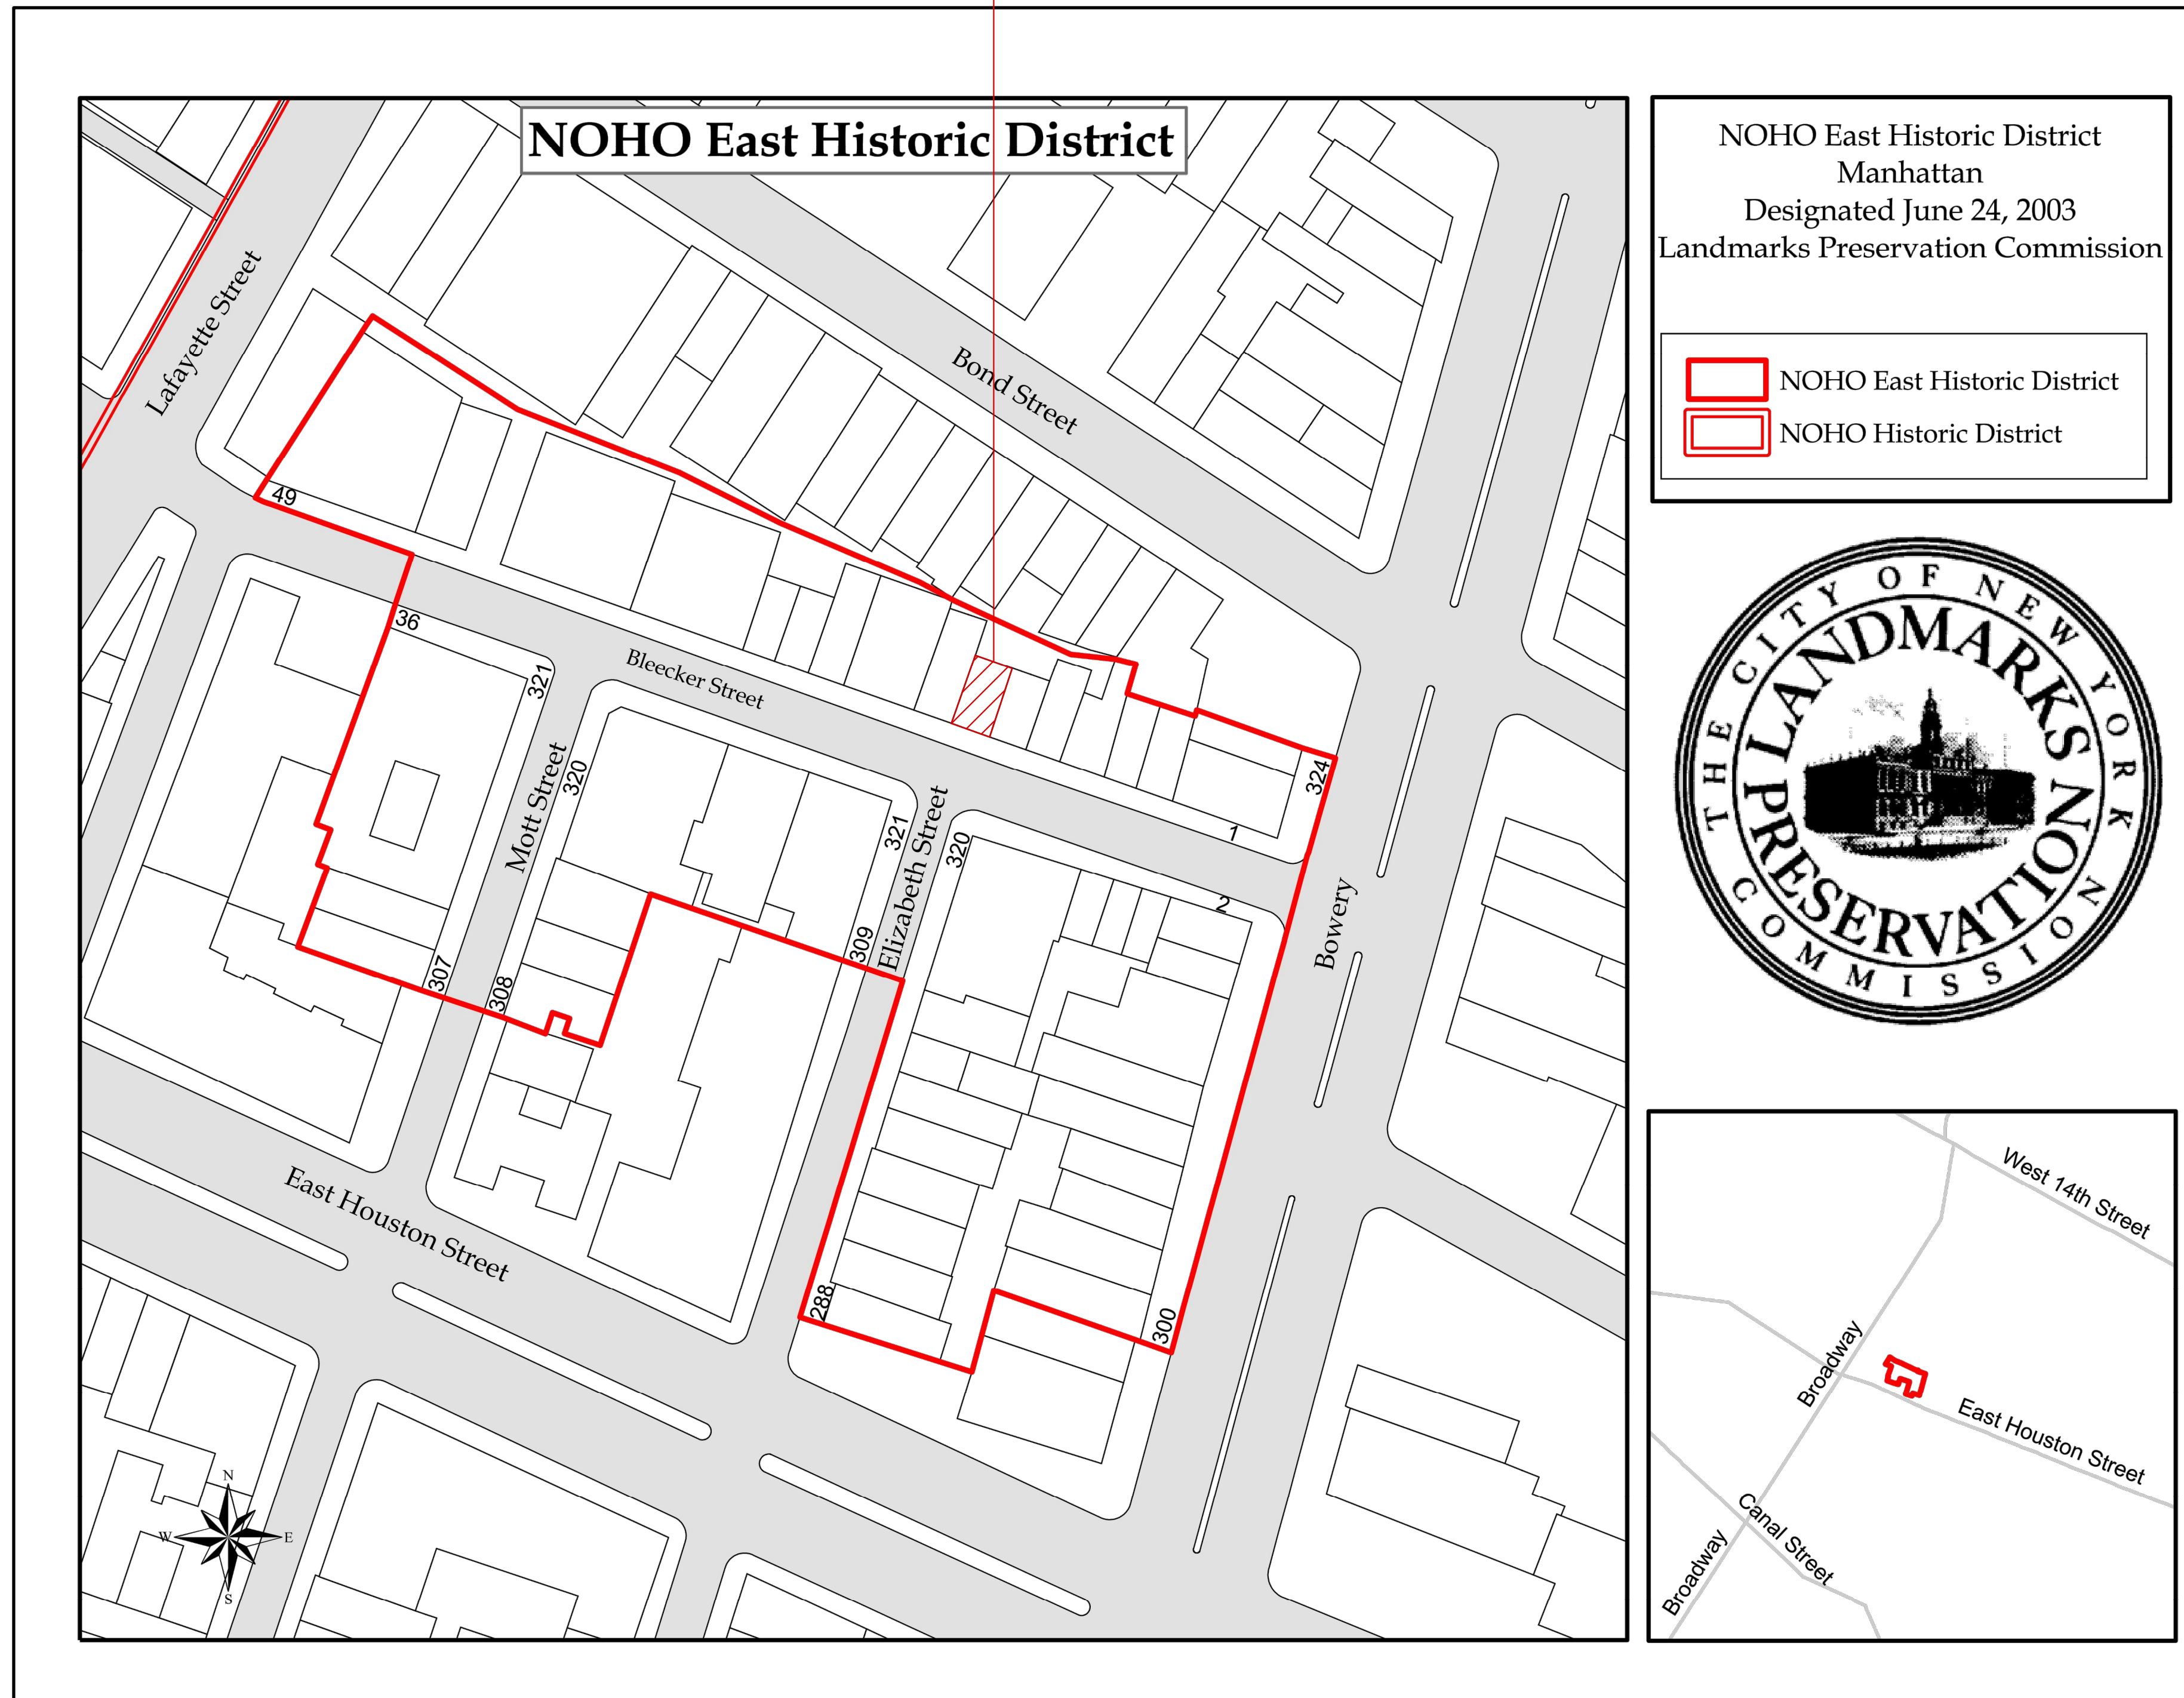 NOHO East Historic District
NOHO East Historic District
Manhattan
Designated June 24, 2003
Landmarks Preservation Commission
NOHO East Historic District
NOHO Historic District
THE CITY OF NEW YORK
LANDMARKS
PRESERVATION
COMMISSION
Lafayette Street
Bond Street
49
36
321
Bleecker Street
Mott Street
320
321
Elizabeth Street
320
324
1
2
Bowery
309
307
308
288
300
East Houston Street
N
W
E
S
West 14th Street
Broadway
East Houston Street
Canal Street
Broadway